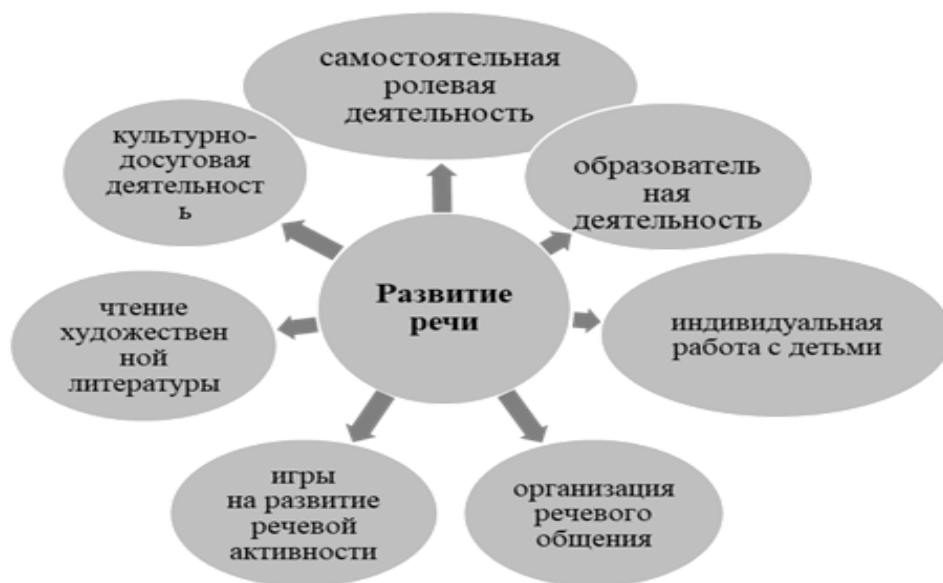 самостоятельная
ролевая
деятельность
культурно-
досуговая
деятельност
ь
образователь
ная
деятельность
Развитие
речи
чтение
художествен
ной
литературы
индивидуальная
работа с детьми
игры
на развитие
речевой
активности
организация
речевого
общения